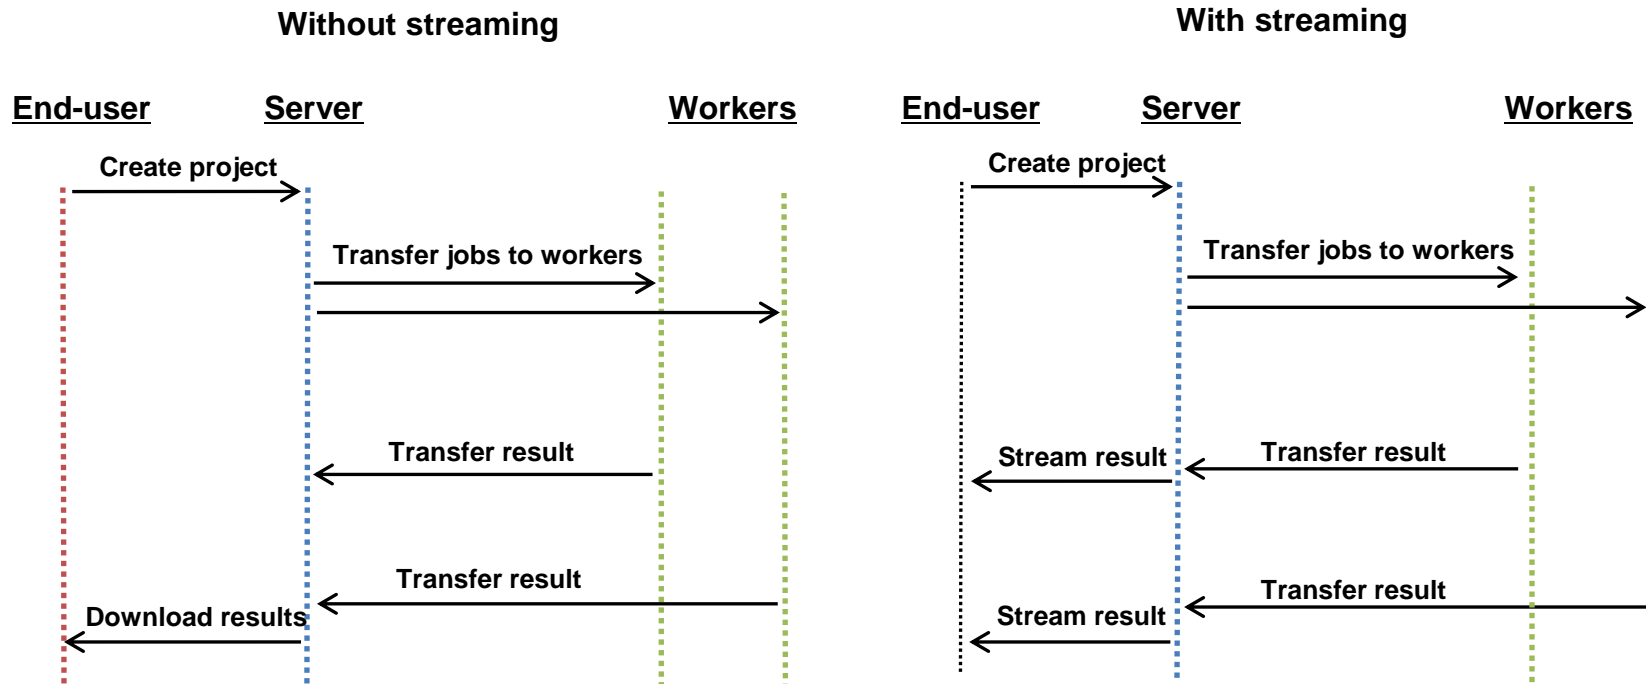 Without streaming
End-user
Server
Workers
Create project
Transfer jobs to workers
Transfer result
Transfer result
Download results
With streaming
End-user
Server
Workers
Create project
Transfer jobs to workers
Stream result
Transfer result
Transfer result
Stream result